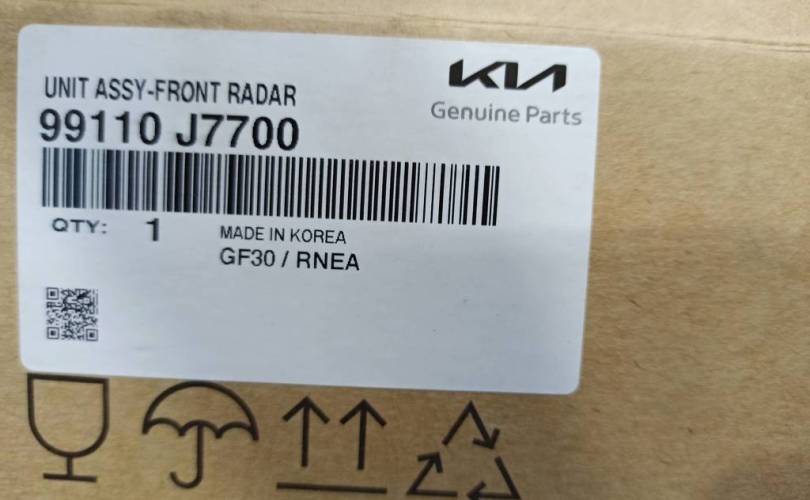 UNIT ASSY-FRONT RADAR
KIA
Genuine Parts
99110 J7700
QTY: 1
MADE IN KOREA
GF30 / RNEA